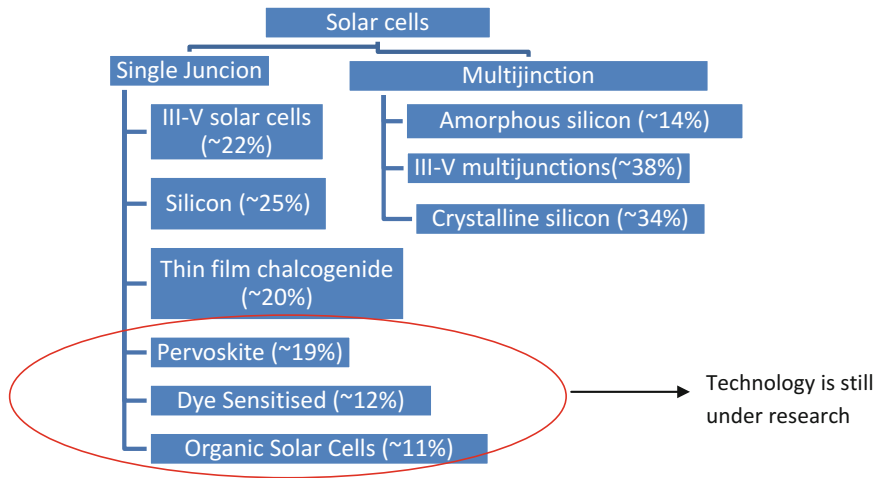 Solar cells
Single Juncion
Multijinction
III-V solar cells
(~22%)
Silicon (~25%)
Thin film chalcogenide
(~20%)
Pervoskite (~19%)
Dye Sensitised (~12%)
Organic Solar Cells (~11%)
Amorphous silicon (~14%)
III-V multijunctions(~38%)
Crystalline silicon (~34%)
Technology is still
under research